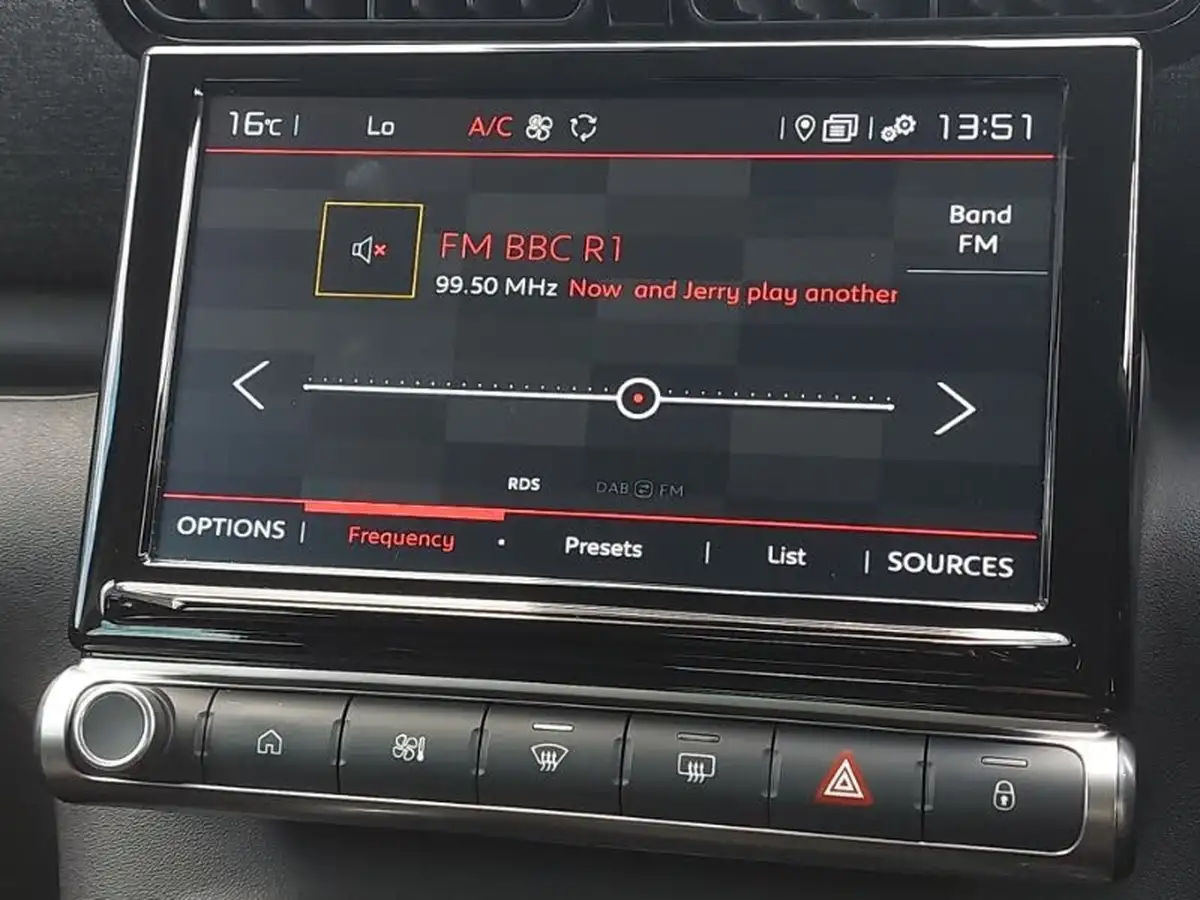 16°C Lo A/C 13:51
Band
FM
FM BBC R1
99.50 MHz Now and Jerry play another
RDS DAB FM
OPTIONS Frequency Presets List SOURCES